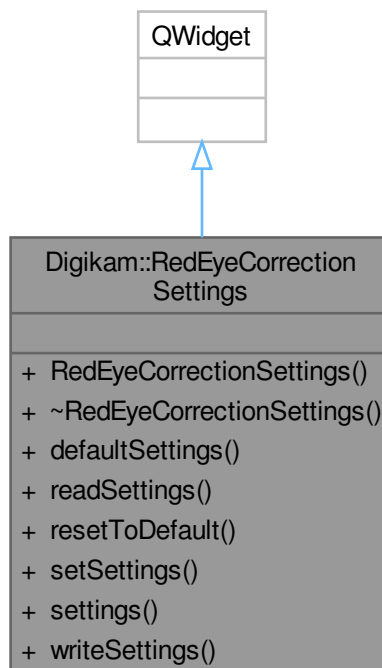 QWidget
Digikam::RedEyeCorrection
Settings
+ RedEyeCorrectionSettings()
+ ~RedEyeCorrectionSettings()
+ defaultSettings()
+ readSettings()
+ resetToDefault()
+ setSettings()
+ settings()
+ writeSettings()